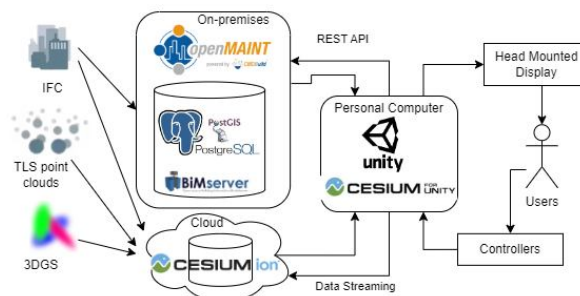 On-premises
openMAINT
powered by CMDBuild
REST API
IFC
Head Mounted
Display
Personal Computer
PostGIS
PostgreSQL
unity
TLS point
clouds
BiMserver
CESIUM FOR UNITY
Users
Cloud
CESIUM ion
3DGS
Controllers
Data Streaming